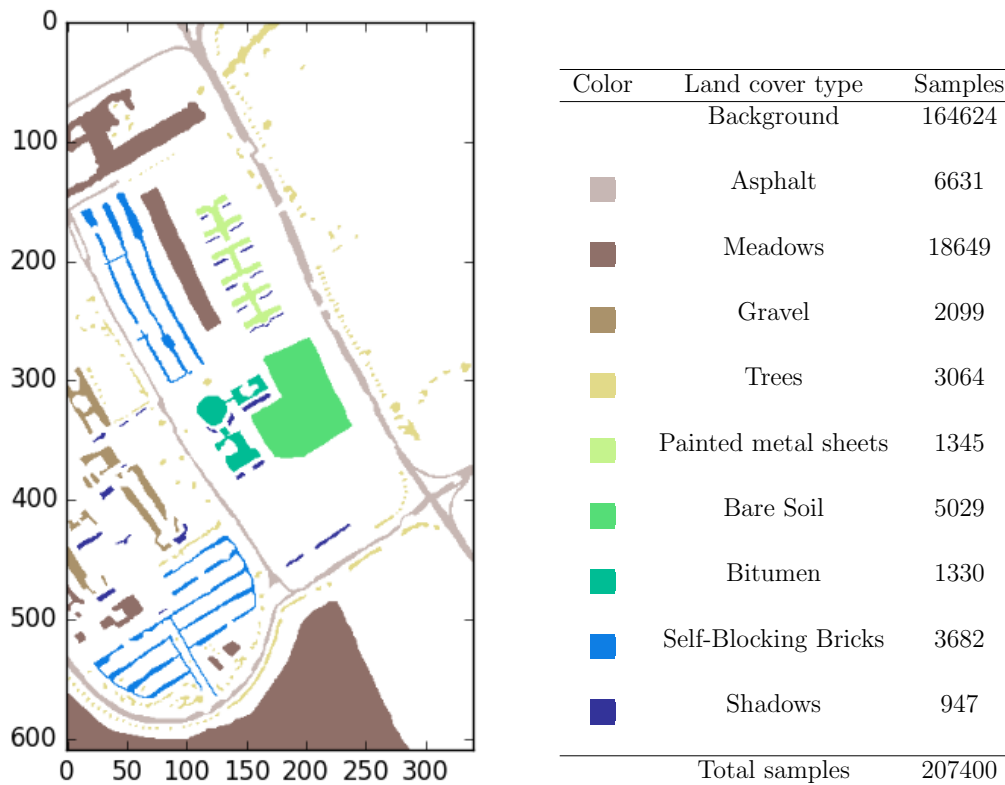 0
100
200
300
400
500
600
0 50 100 150 200 250 300
Color Land cover type Samples
Background 164624
Asphalt 6631
Meadows 18649
Gravel 2099
Trees 3064
Painted metal sheets 1345
Bare Soil 5029
Bitumen 1330
Self-Blocking Bricks 3682
Shadows 947
Total samples 207400